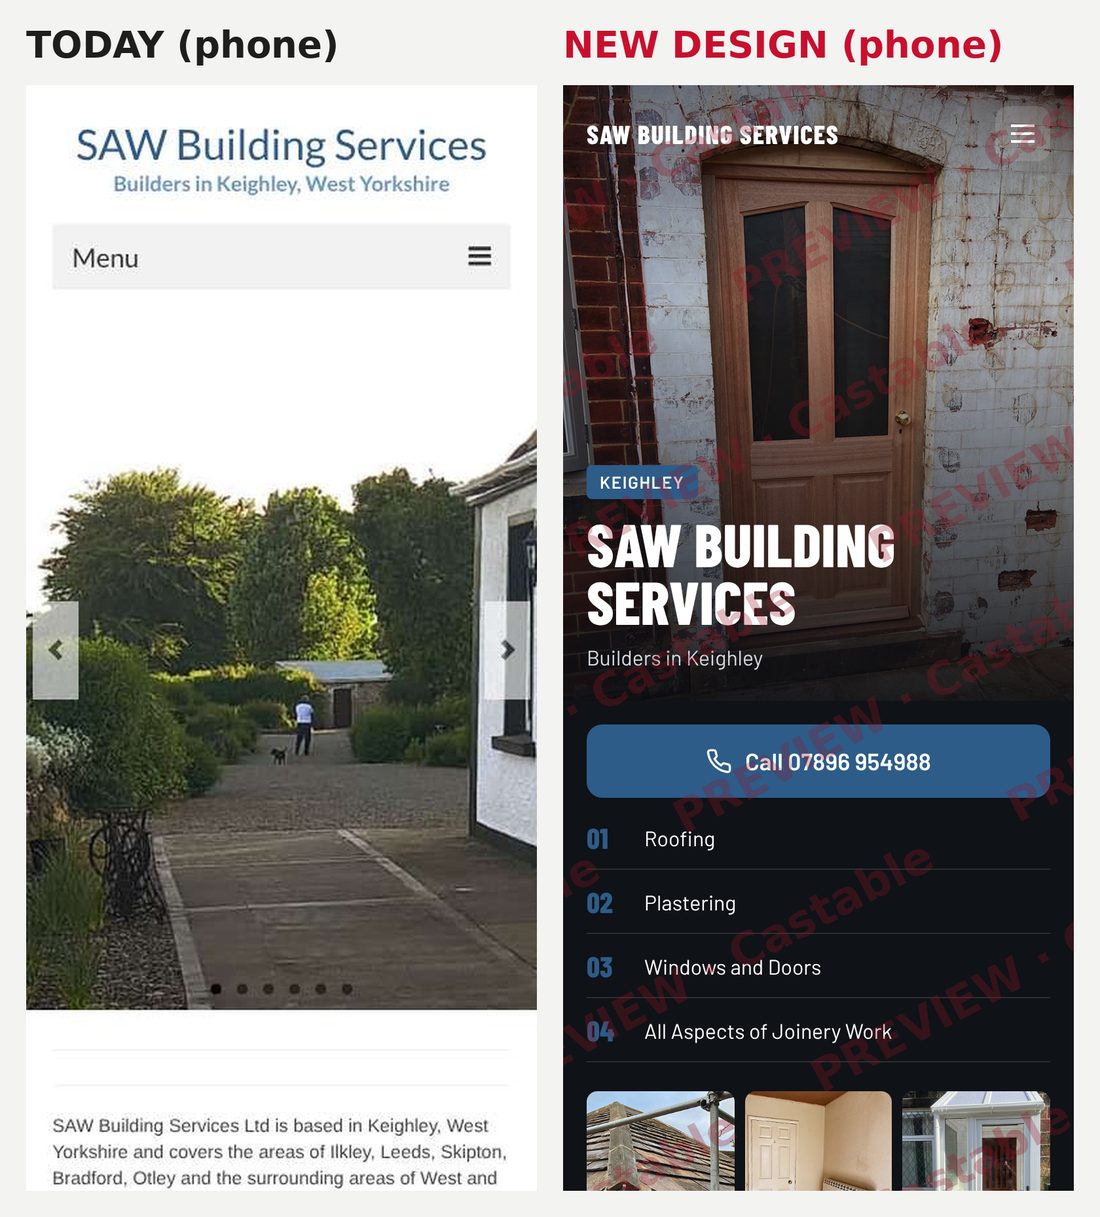 TODAY (phone)
SAW Building Services
Builders in Keighley, West Yorkshire
Menu
SAW Building Services Ltd is based in Keighley, West
Yorkshire and covers the areas of Ilkley, Leeds, Skipton,
Bradford, Otley and the surrounding areas of West and
NEW DESIGN (phone)
SAW BUILDING SERVICES
KEIGHLEY
SAW BUILDING
SERVICES
Builders in Keighley
Call 07896 954988
01 Roofing
02 Plastering
03 Windows and Doors
04 All Aspects of Joinery Work
PREVIEW · Castable